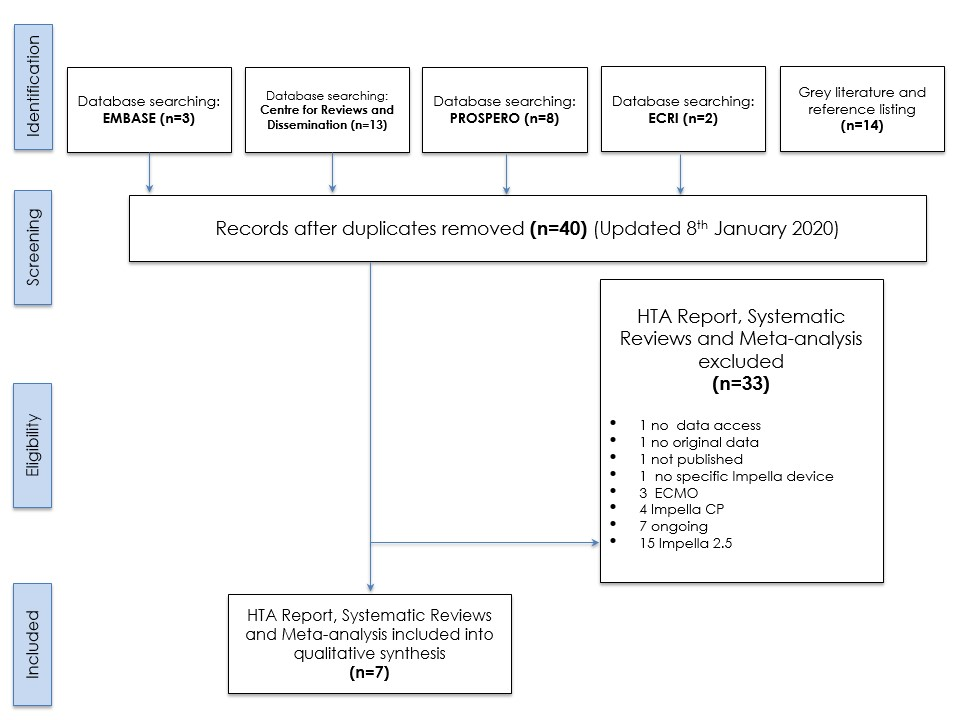 Identification
Database searching:
EMBASE (n=3)
Database searching:
Centre for Reviews and
Dissemination (n=13)
Database searching:
PROSPERO (n=8)
Database searching:
ECRI (n=2)
Grey literature and
reference listing
(n=14)
Screening
Records after duplicates removed (n=40) (Updated 8th January 2020)
Eligibility
HTA Report, Systematic
Reviews and Meta-analysis
excluded
(n=33)
• 1 no data access
• 1 no original data
• 1 not published
• 1 no specific Impella device
• 3 ECMO
• 4 Impella CP
• 7 ongoing
• 15 Impella 2.5
Included
HTA Report, Systematic Reviews
and Meta-analysis included into
qualitative synthesis
(n=7)